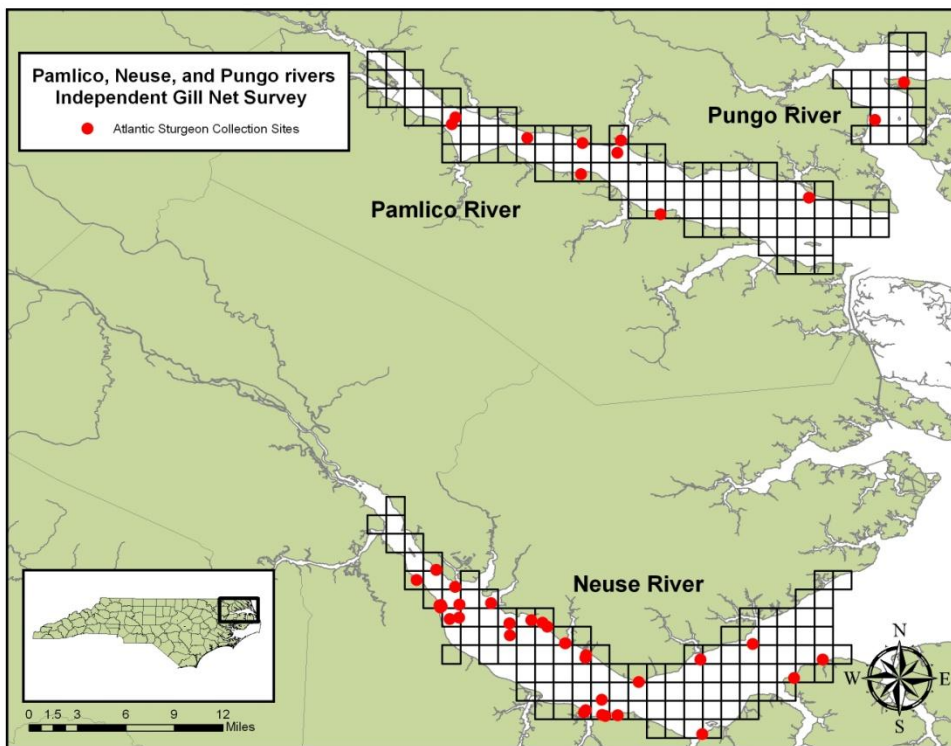 Pamlico, Neuse, and Pungo rivers
Independent Gill Net Survey
Atlantic Sturgeon Collection Sites
Pungo River
Pamlico River
Neuse River
N
W E
S
0 1.5 3 6 9 12
Miles